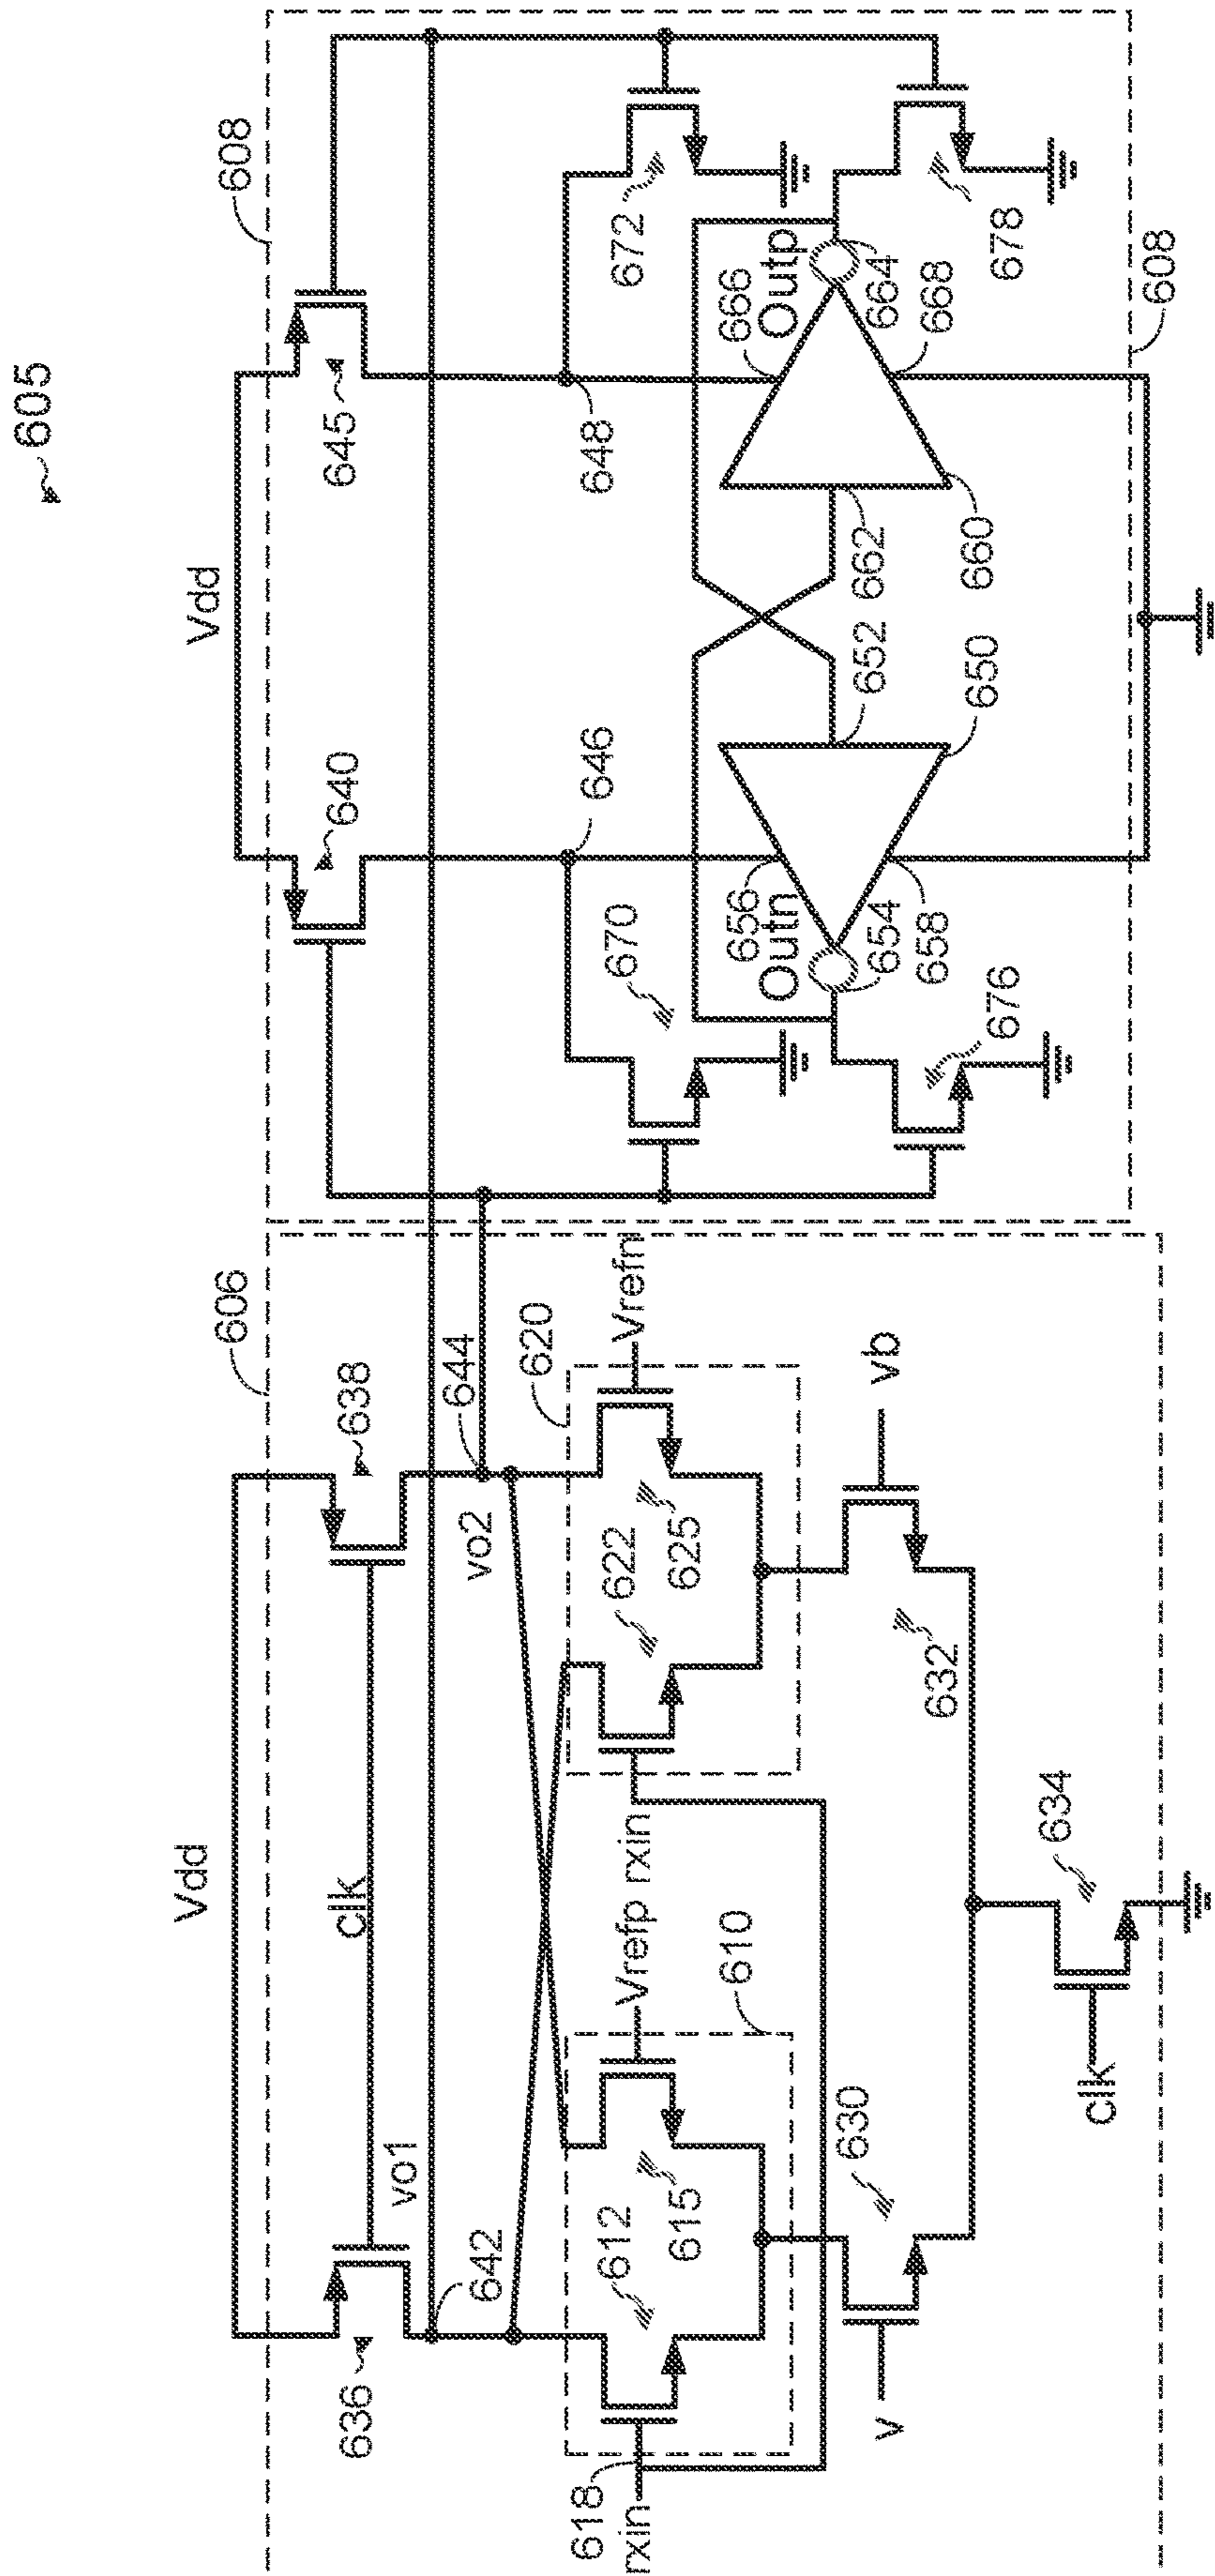 605
608
Vdd
640
645
646
648
670
672
656
Outn
654
658
652
650
662
660
666
Outp
664
668
676
678
608
606
Vdd
clk
636
638
vo1
642
644
vo2
620
Vrefn
622
625
Vrefp
rxin
610
612
615
618
rxin
630
v
632
vb
634
clk